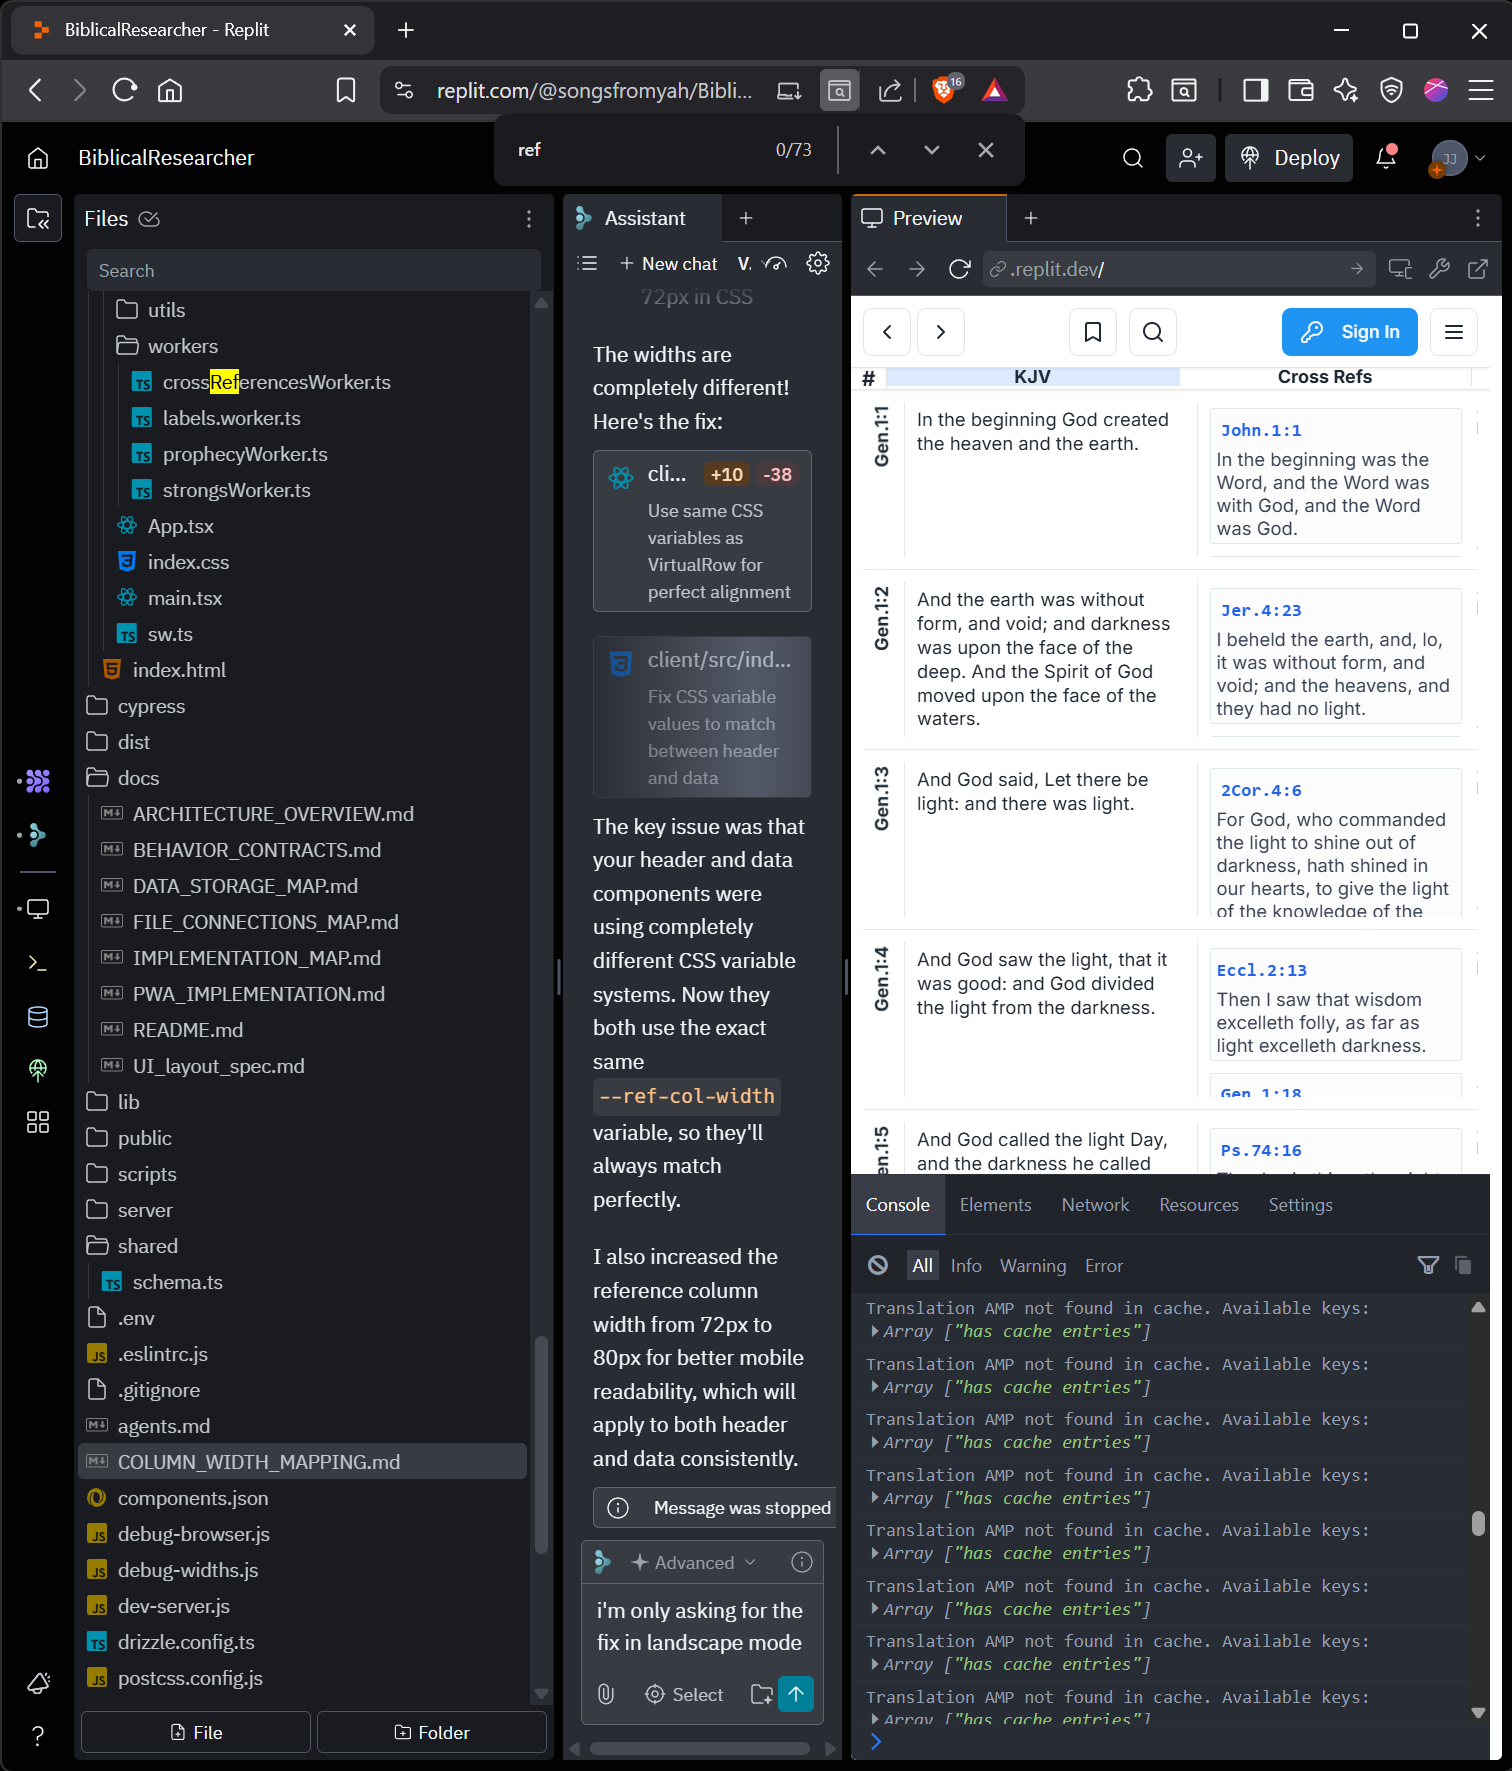 BiblicalResearcher - Replit
replit.com/@songsfromyah/Bibli...
16
ref
0/73
BiblicalResearcher
Deploy
JJ
Files
Search
utils
workers
crossReferencesWorker.ts
labels.worker.ts
prophecyWorker.ts
strongsWorker.ts
App.tsx
index.css
main.tsx
sw.ts
index.html
cypress
dist
docs
ARCHITECTURE_OVERVIEW.md
BEHAVIOR_CONTRACTS.md
DATA_STORAGE_MAP.md
FILE_CONNECTIONS_MAP.md
IMPLEMENTATION_MAP.md
PWA_IMPLEMENTATION.md
README.md
UI_layout_spec.md
lib
public
scripts
server
shared
schema.ts
.env
.eslintrc.js
.gitignore
agents.md
COLUMN_WIDTH_MAPPING.md
components.json
debug-browser.js
debug-widths.js
dev-server.js
drizzle.config.ts
postcss.config.js
File
Folder
Assistant
New chat
V.
72px in CSS
The widths are
completely different!
Here's the fix:
cli... +10 -38
Use same CSS
variables as
VirtualRow for
perfect alignment
client/src/ind...
Fix CSS variable
values to match
between header
and data
The key issue was that
your header and data
components were
using completely
different CSS variable
systems. Now they
both use the exact
same
--ref-col-width
variable, so they'll
always match
perfectly.
I also increased the
reference column
width from 72px to
80px for better mobile
readability, which will
apply to both header
and data consistently.
Message was stopped
Advanced
i'm only asking for the
fix in landscape mode
Select
Preview
.replit.dev/
Sign In
# KJV Cross Refs
Gen.1:1
In the beginning God created
the heaven and the earth.
John.1:1
In the beginning was the
Word, and the Word was
with God, and the Word
was God.
Gen.1:2
And the earth was without
form, and void; and darkness
was upon the face of the
deep. And the Spirit of God
moved upon the face of the
waters.
Jer.4:23
I beheld the earth, and, lo,
it was without form, and
void; and the heavens, and
they had no light.
Gen.1:3
And God said, Let there be
light: and there was light.
2Cor.4:6
For God, who commanded
the light to shine out of
darkness, hath shined in
our hearts, to give the light
of the knowledge of the
Gen.1:4
And God saw the light, that it
was good: and God divided
the light from the darkness.
Eccl.2:13
Then I saw that wisdom
excelleth folly, as far as
light excelleth darkness.
Gen.1:18
en.1:5
And God called the light Day,
and the darkness he called
Ps.74:16
Console Elements Network Resources Settings
All Info Warning Error
Translation AMP not found in cache. Available keys:
Array ["has cache entries"]
Translation AMP not found in cache. Available keys:
Array ["has cache entries"]
Translation AMP not found in cache. Available keys:
Array ["has cache entries"]
Translation AMP not found in cache. Available keys:
Array ["has cache entries"]
Translation AMP not found in cache. Available keys:
Array ["has cache entries"]
Translation AMP not found in cache. Available keys:
Array ["has cache entries"]
Translation AMP not found in cache. Available keys:
Array ["has cache entries"]
Translation AMP not found in cache. Available keys:
Array ["has cache entries"]